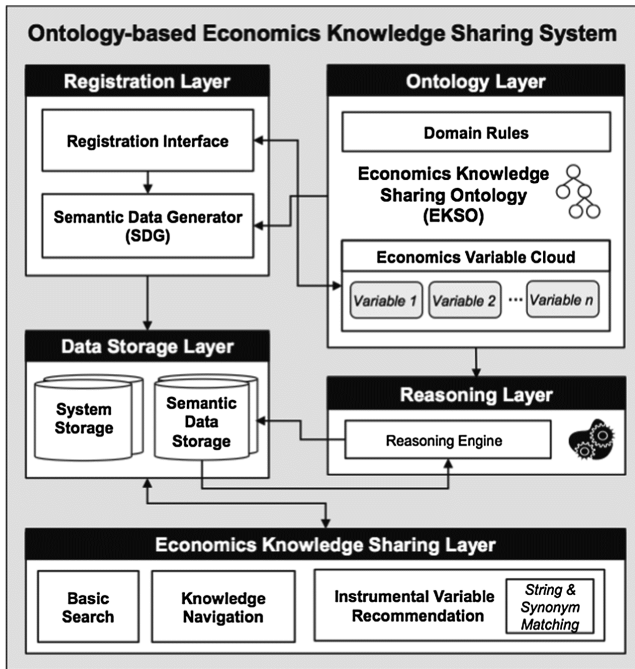 Ontology-based Economics Knowledge Sharing System
Registration Layer
Registration Interface
Semantic Data Generator
(SDG)
Ontology Layer
Domain Rules
Economics Knowledge
Sharing Ontology
(EKSO)
Economics Variable Cloud
Variable 1
Variable 2
...
Variable n
Data Storage Layer
System
Storage
Semantic
Data
Storage
Reasoning Layer
Reasoning Engine
Economics Knowledge Sharing Layer
Basic
Search
Knowledge
Navigation
Instrumental Variable
Recommendation
String &
Synonym
Matching